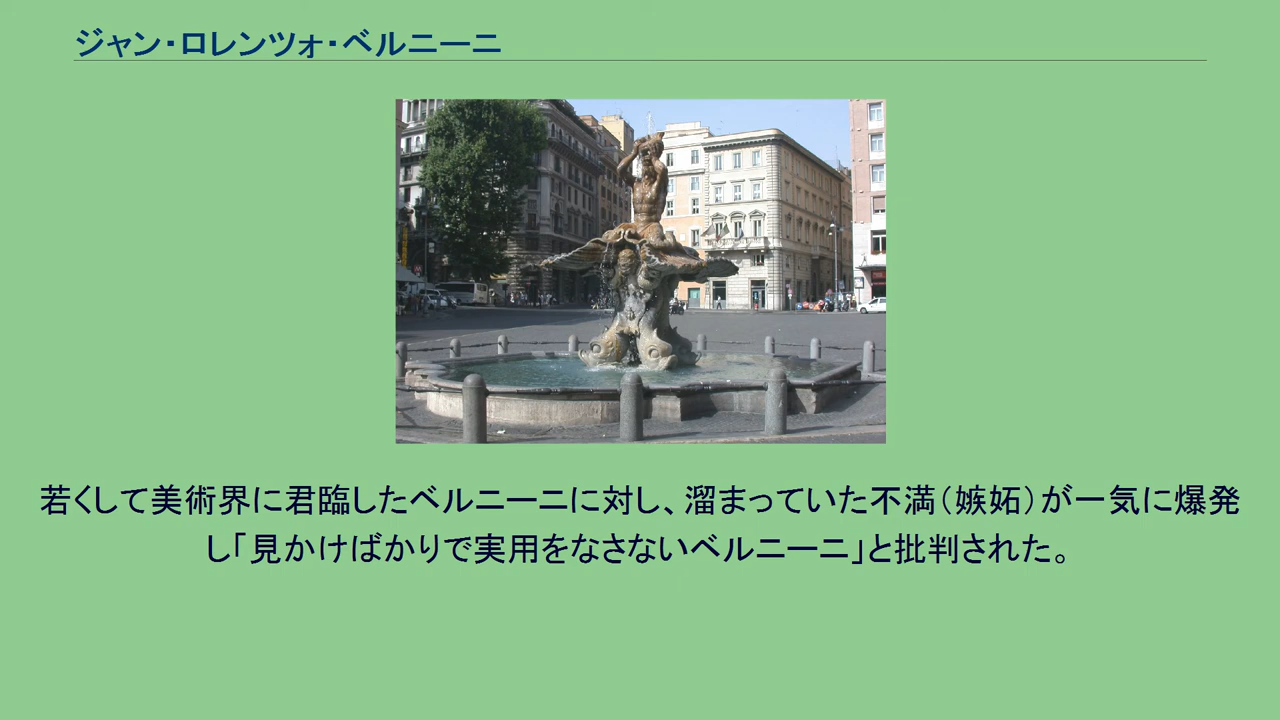 ジャン・ロレンツォ・ベルニーニ
若くして美術界に君臨したベルニーニに対し、溜まっていた不満（嫉妬）が一気に爆発
し「見かけばかりで実用をなさないベルニーニ」と批判された。